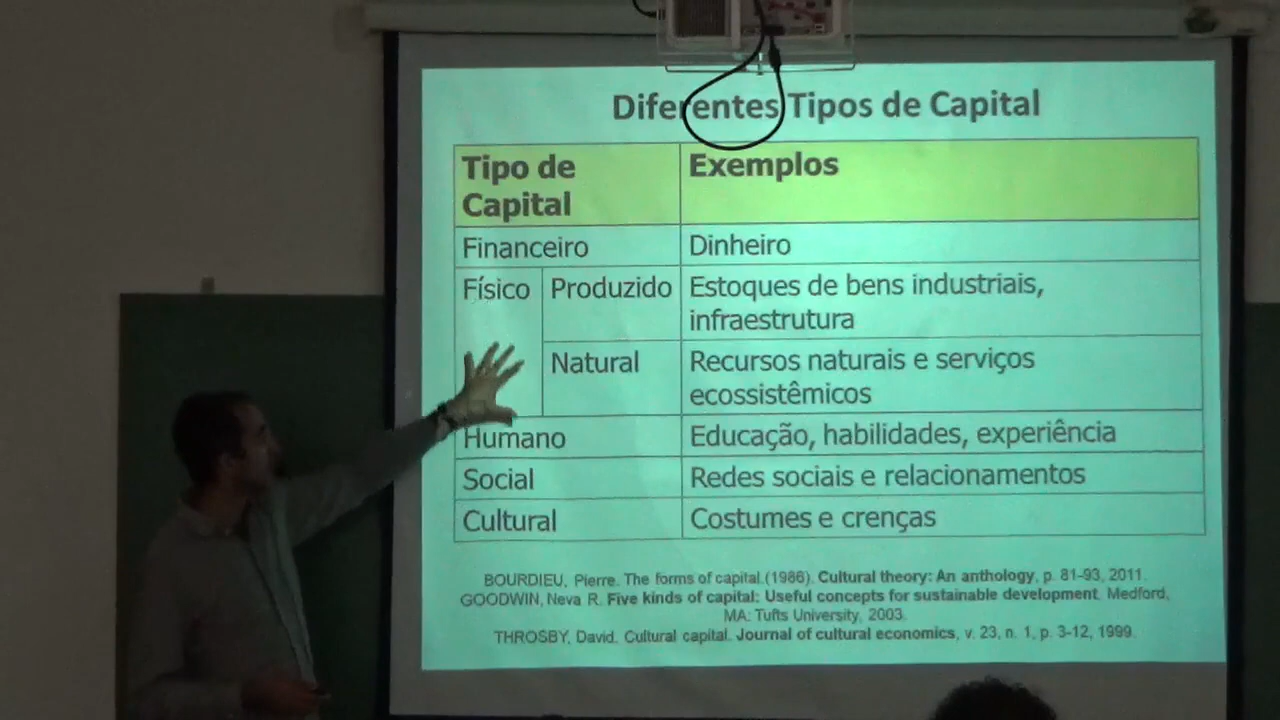 Diferentes Tipos de Capital
Tipo de Exemplos
Capital
Financeiro Dinheiro
Físico Produzido Estoques de bens industriais,
infraestrutura
Natural Recursos naturais e serviços
ecossistêmicos
Humano Educação, habilidades, experiência
Social Redes sociais e relacionamentos
Cultural Costumes e crenças
BOURDIEU, Pierre. The forms of capital.(1986). Cultural theory: An anthology, p. 81-93, 2011.
GOODWIN, Neva R. Five kinds of capital: Useful concepts for sustainable development. Medford,
MA: Tufts University, 2003.
THROSBY, David. Cultural capital. Journal of cultural economics, v. 23, n. 1, p. 3-12, 1999.